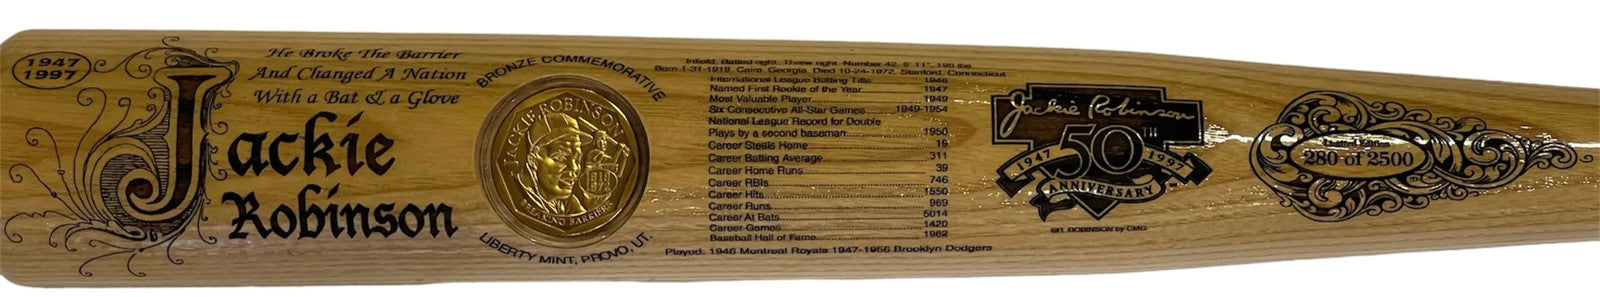 1947
1997
He Broke The Barrier
And Changed A Nation
With a Bat & a Glove
Jackie
Robinson
BRONZE COMMEMORATIVE
JACKIE ROBINSON
BREAKING BARRIERS
LIBERTY MINT, PROVO, UT.
Infield. Batted right. Threw right. Number 42, 5' 11", 195 lbs
Born 1-31-1919, Cairo, Georgia. Died 10-24-1972, Stanford, Connecticut
International League Batting Title 1946
Named First Rookie of the Year 1947
Most Valuable Player 1949
Six Consecutive All-Star Games 1949-1954
National League Record for Double
Plays by a second baseman 1950
Career Steals Home 19
Career Batting Average 311
Career Home Runs 39
Career RBIs 746
Career Hits 1550
Career Runs 969
Career At Bats 5014
Career Games 1420
Baseball Hall of Fame 1962
Played: 1946 Montreal Royals 1947-1956 Brooklyn Dodgers
Jackie Robinson
50TH
1947 1997
ANNIVERSARY
ROBINSON by CMG
Limited Edition
280 of 2500